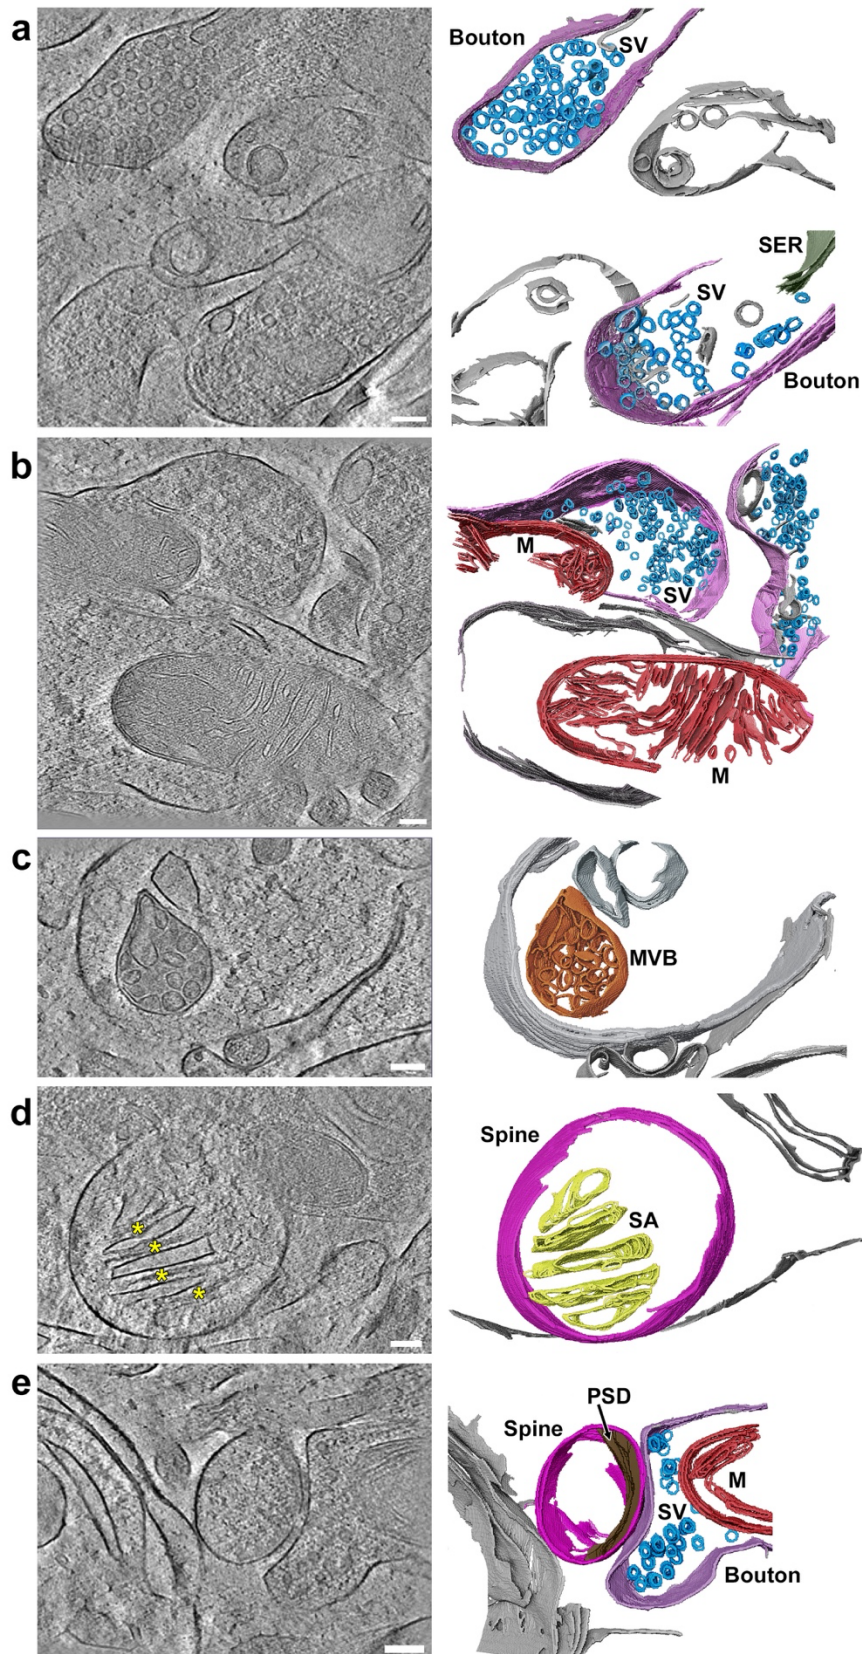 a
Bouton
SV
SER
SV
Bouton
b
M
SV
M
c
MVB
d
Spine
SA
* * * *
e
PSD
Spine
M
SV
Bouton